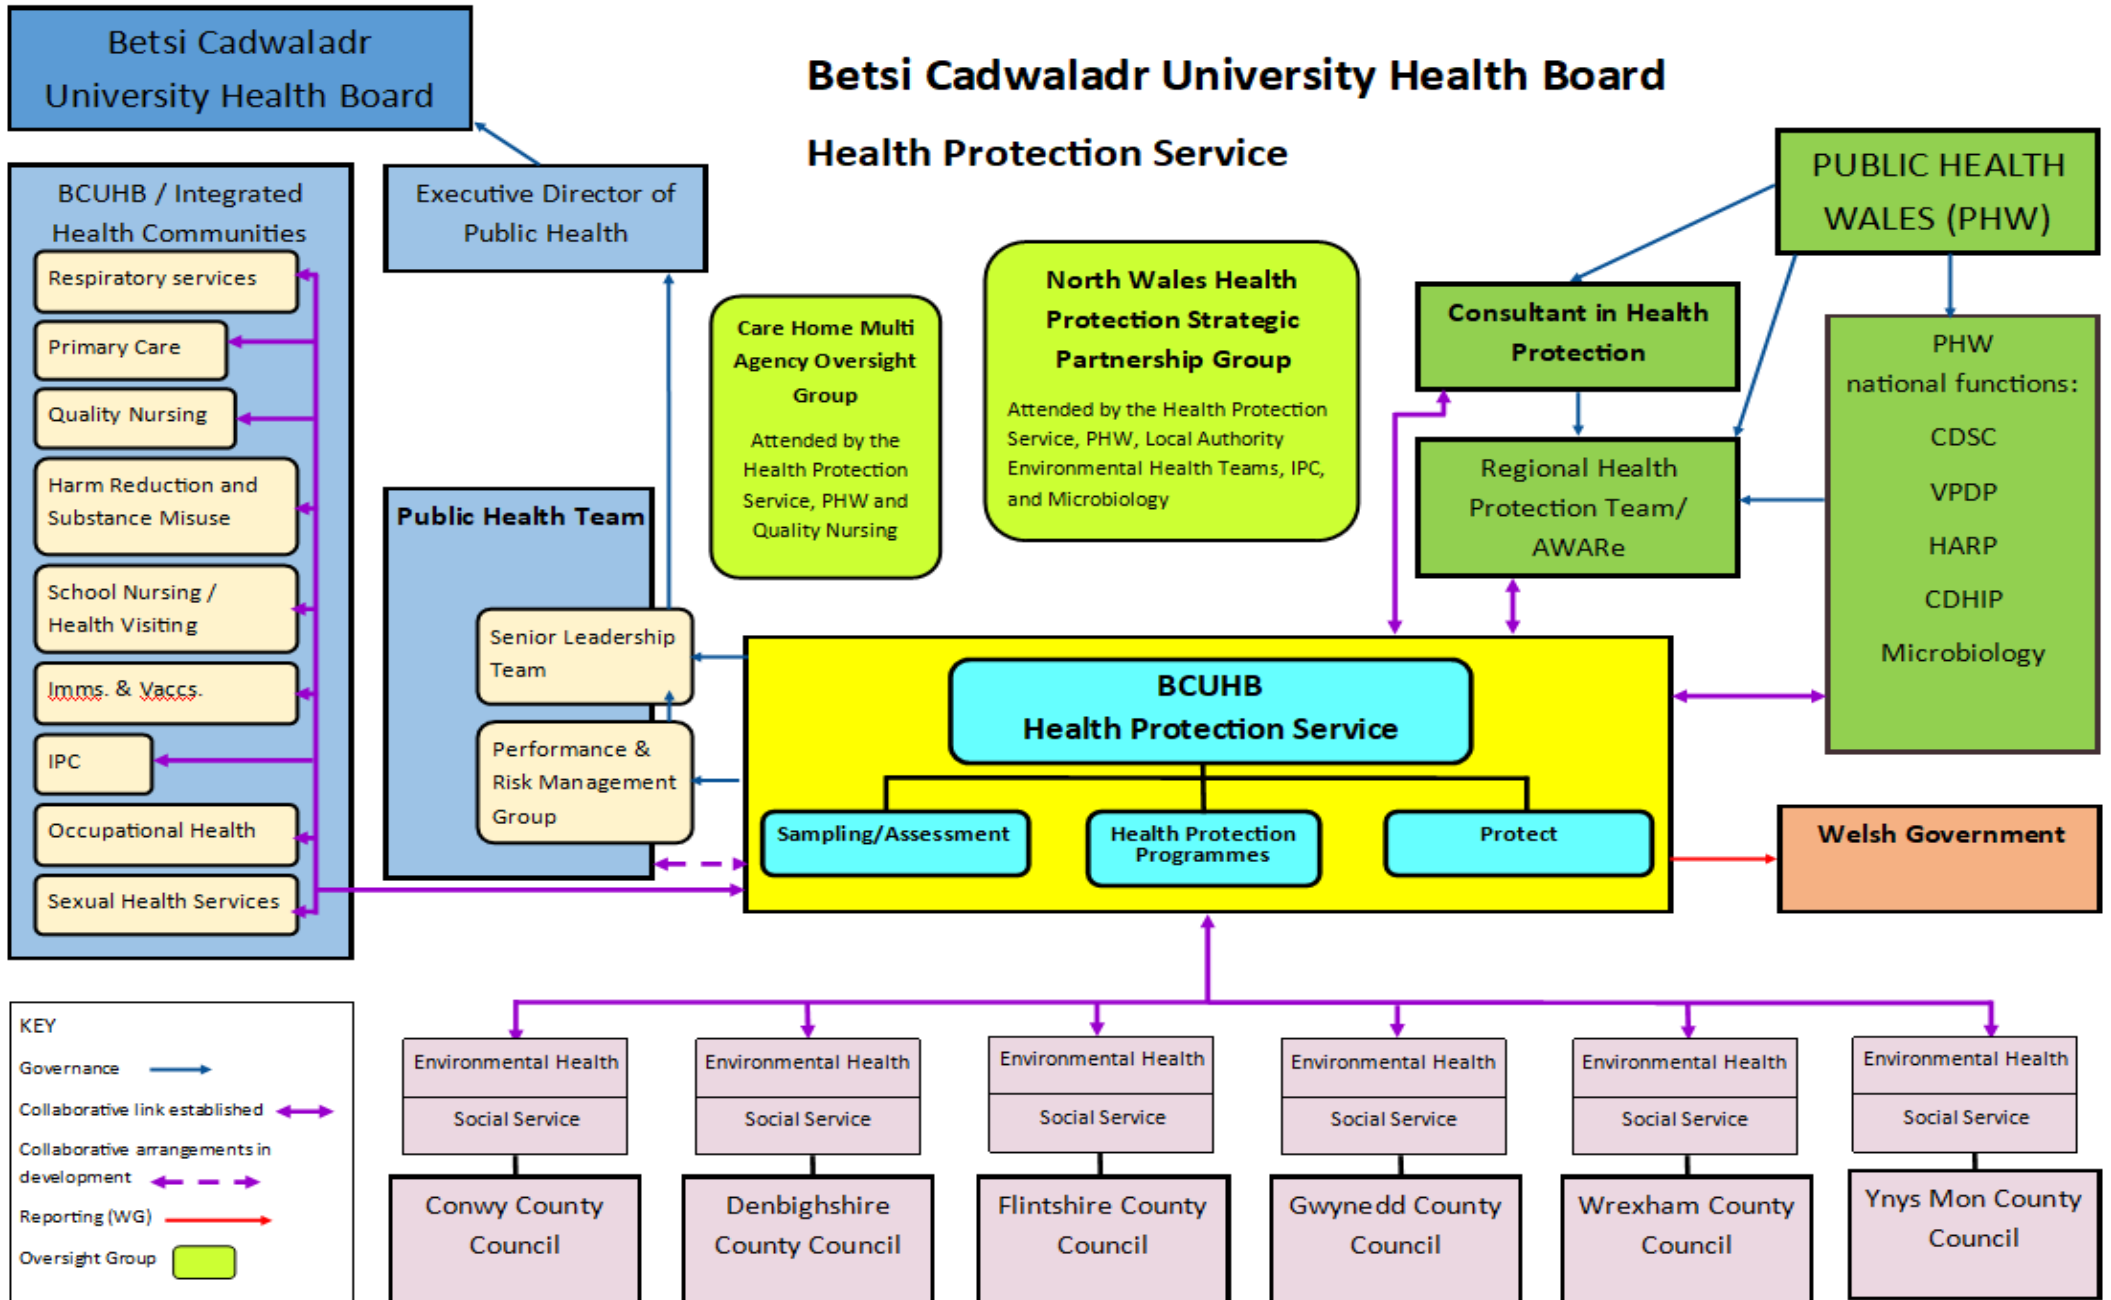 Betsi Cadwaladr
University Health Board
Betsi Cadwaladr University Health Board
Health Protection Service
BCUHB / Integrated
Health Communities
Respiratory services
Primary Care
Quality Nursing
Harm Reduction and
Substance Misuse
School Nursing /
Health Visiting
Imms. & Vaccs.
IPC
Occupational Health
Sexual Health Services
Executive Director of
Public Health
Public Health Team
Senior Leadership
Team
Performance &
Risk Management
Group
Care Home Multi
Agency Oversight
Group
Attended by the
Health Protection
Service, PHW and
Quality Nursing
North Wales Health
Protection Strategic
Partnership Group
Attended by the Health Protection
Service, PHW, Local Authority
Environmental Health Teams, IPC,
and Microbiology
PUBLIC HEALTH
WALES (PHW)
Consultant in Health
Protection
Regional Health
Protection Team/
AWARe
PHW
national functions:
CDSC
VPDP
HARP
CDHIP
Microbiology
BCUHB
Health Protection Service
Sampling/Assessment
Health Protection
Programmes
Protect
Welsh Government
KEY
Governance
Collaborative link established
Collaborative arrangements in
development
Reporting (WG)
Oversight Group
Environmental Health
Social Service
Conwy County
Council
Environmental Health
Social Service
Denbighshire
County Council
Environmental Health
Social Service
Flintshire County
Council
Environmental Health
Social Service
Gwynedd County
Council
Environmental Health
Social Service
Wrexham County
Council
Environmental Health
Social Service
Ynys Mon County
Council